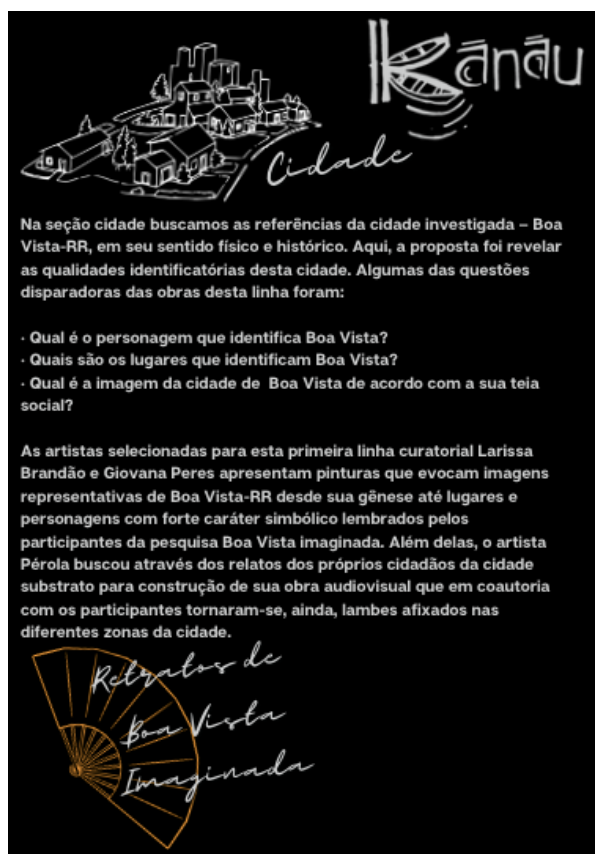 Kanau
Cidade
Na seção cidade buscamos as referências da cidade investigada – Boa
Vista-RR, em seu sentido físico e histórico. Aqui, a proposta foi revelar
as qualidades identificatórias desta cidade. Algumas das questões
disparadoras das obras desta linha foram:
· Qual é o personagem que identifica Boa Vista?
· Quais são os lugares que identificam Boa Vista?
· Qual é a imagem da cidade de Boa Vista de acordo com a sua teia
social?
As artistas selecionadas para esta primeira linha curatorial Larissa
Brandão e Giovana Peres apresentam pinturas que evocam imagens
representativas de Boa Vista-RR desde sua gênese até lugares e
personagens com forte caráter simbólico lembrados pelos
participantes da pesquisa Boa Vista imaginada. Além delas, o artista
Pérola buscou através dos relatos dos próprios cidadãos da cidade
substrato para construção de sua obra audiovisual que em coautoria
com os participantes tornaram-se, ainda, lambes afixados nas
diferentes zonas da cidade.
Retratos de
Boa Vista
Imaginada